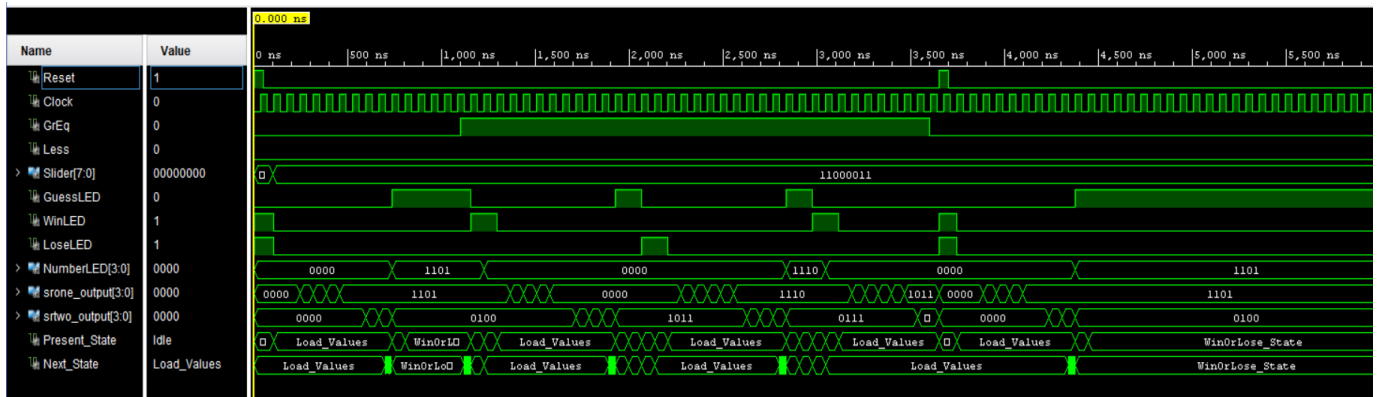 0.000 ns
Name Value
0 ns 500 ns 1,000 ns 1,500 ns 2,000 ns 2,500 ns 3,000 ns 3,500 ns 4,000 ns 4,500 ns 5,000 ns 5,500 ns
Reset 1
Clock 0
GrEq 0
Less 0
Slider[7:0] 00000000 11000011
GuessLED 0
WinLED 1
LoseLED 1
NumberLED[3:0] 0000 0000 1101 0000 1110 0000 1101
srone_output[3:0] 0000 0000 1101 0000 1110 1011 0000 1101
srtwo_output[3:0] 0000 0000 0100 1011 0111 0000 0100
Present_State Idle Load_Values WinOrL Load_Values Load_Values Load_Values Load_Values WinOrLose_State
Next_State Load_Values Load_Values WinOrLo Load_Values Load_Values Load_Values WinOrLose_State